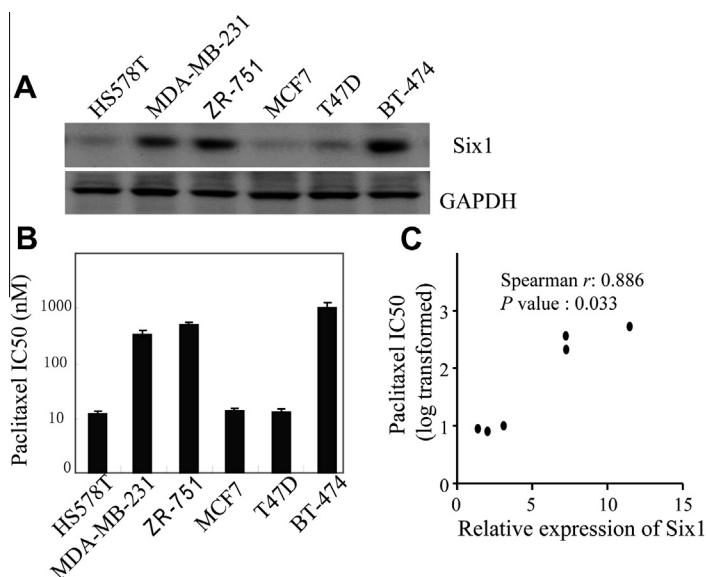 A
HS578T
MDA-MB-231
ZR-751
MCF7
T47D
BT-474
Six1
GAPDH
B
Paclitaxel IC50 (nM)
1000
100
10
0
HS578T
MDA-MB-231
ZR-751
MCF7
T47D
BT-474
C
Spearman r: 0.886
P value : 0.033
Paclitaxel IC50
(log transformed)
3
2
1
0
0 5 10 15
Relative expression of Six1